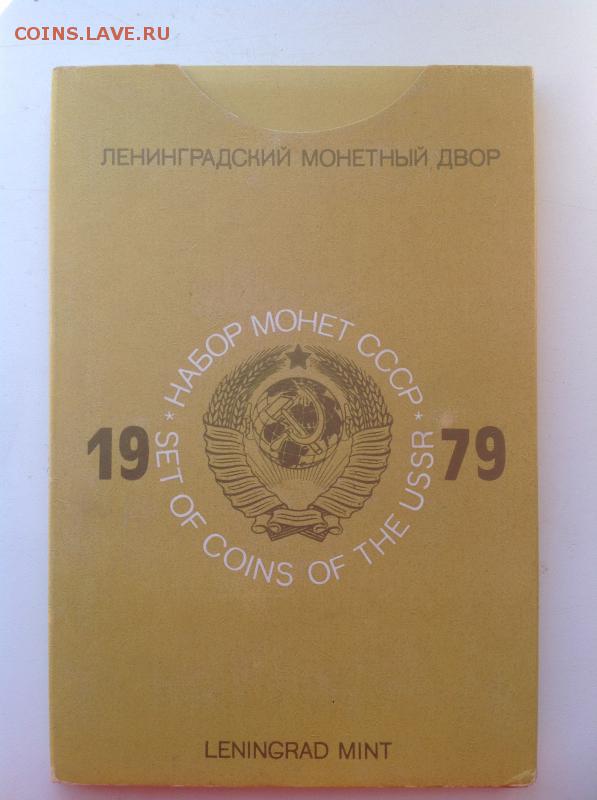 COINS.LAVE.RU
ЛЕНИНГРАДСКИЙ МОНЕТНЫЙ ДВОР
* НАБОР МОНЕТ СССР *
19 79
SET OF COINS OF THE USSR
LENINGRAD MINT